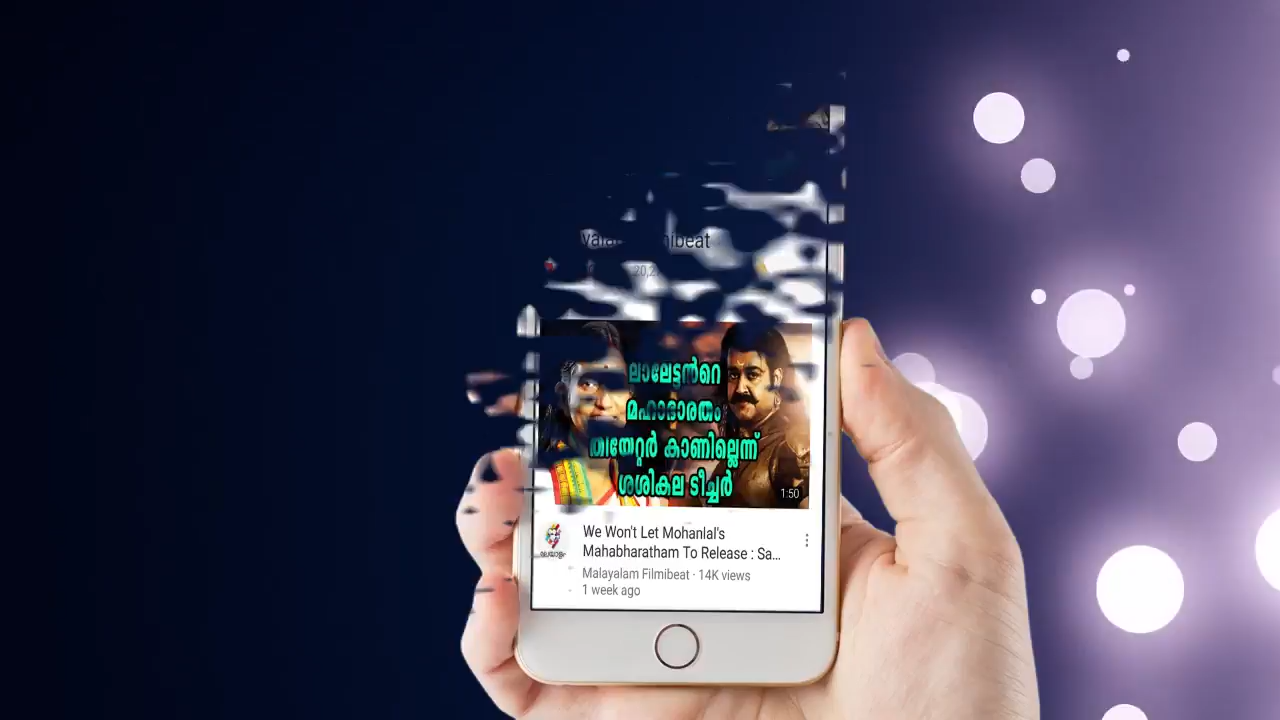 ലാലേട്ടൻറെ
മഹാഭാരതം
തിയേറ്റർ കാണില്ലെന്ന്
ശശികല ടീച്ചർ
1:50
We Won't Let Mohanlal's
Mahabharatham To Release : Sa...
Malayalam Filmibeat · 14K views
1 week ago